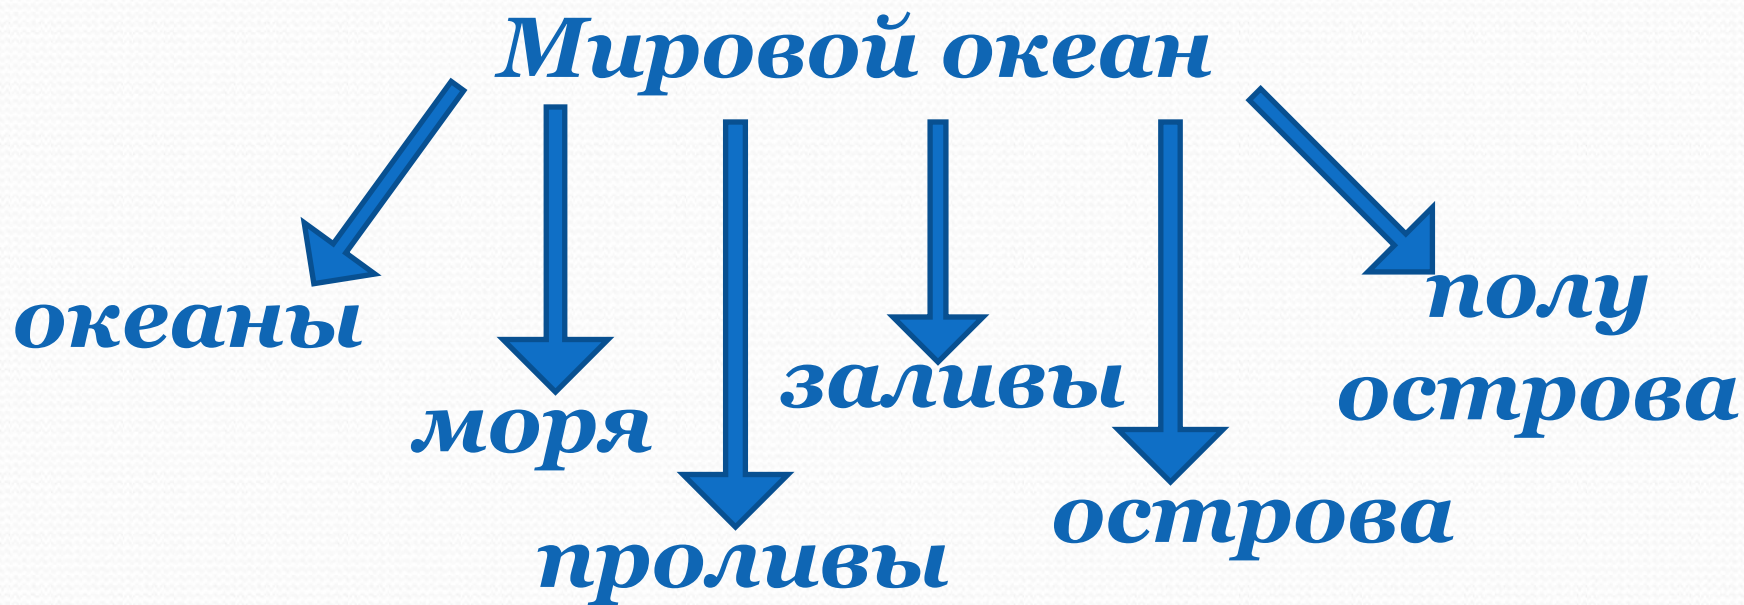 Мировой океан
океаны
моря
проливы
заливы
острова
полу
острова